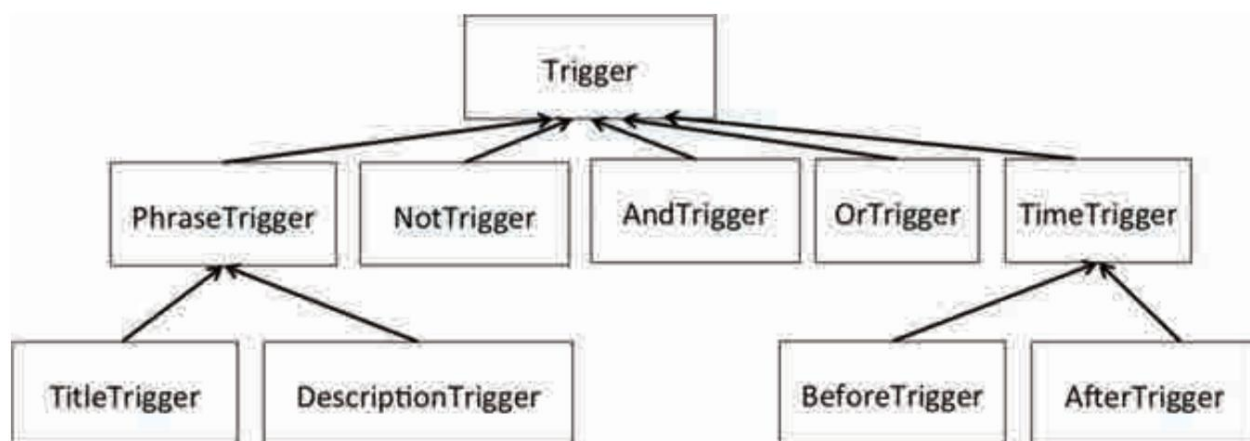 Trigger
PhraseTrigger
NotTrigger
AndTrigger
OrTrigger
TimeTrigger
TitleTrigger
DescriptionTrigger
BeforeTrigger
AfterTrigger